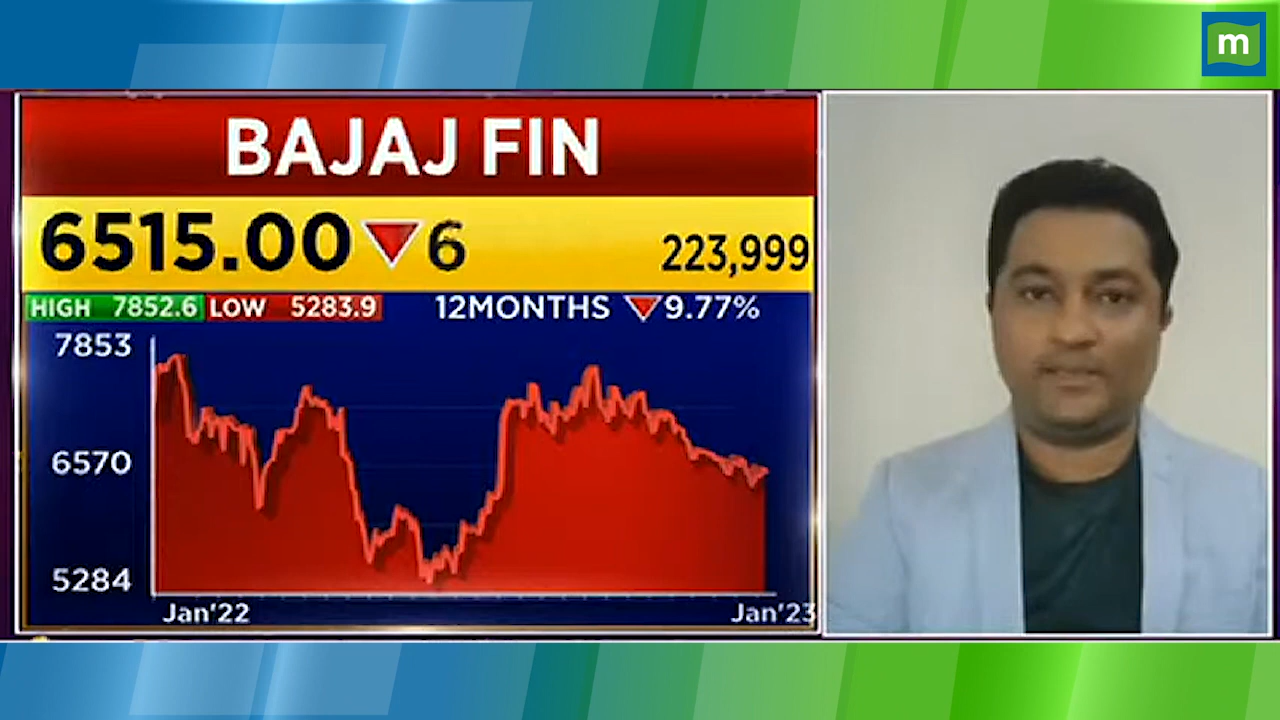 m
BAJAJ FIN
6515.00 ▼ 6 223,999
HIGH 7852.6 LOW 5283.9 12MONTHS ▼ 9.77%
7853
6570
5284
Jan'22 Jan'23